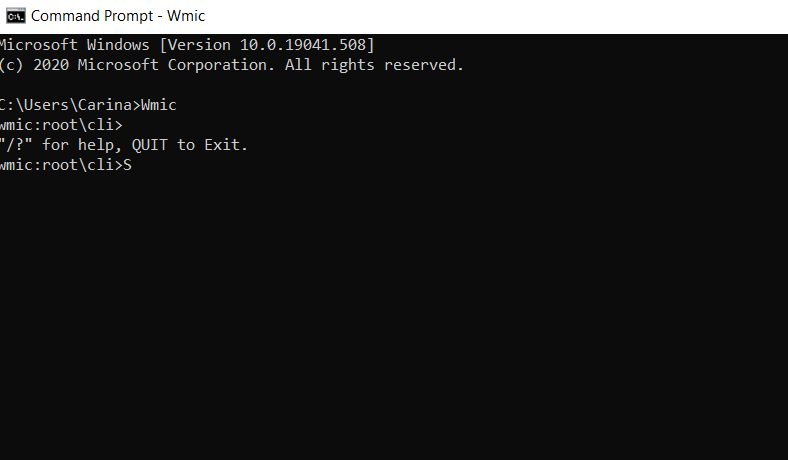 C:\. Command Prompt - Wmic
Microsoft Windows [Version 10.0.19041.508]
(c) 2020 Microsoft Corporation. All rights reserved.
C:\Users\Carina>Wmic
wmic:root\cli>
"/?" for help, QUIT to Exit.
wmic:root\cli>S